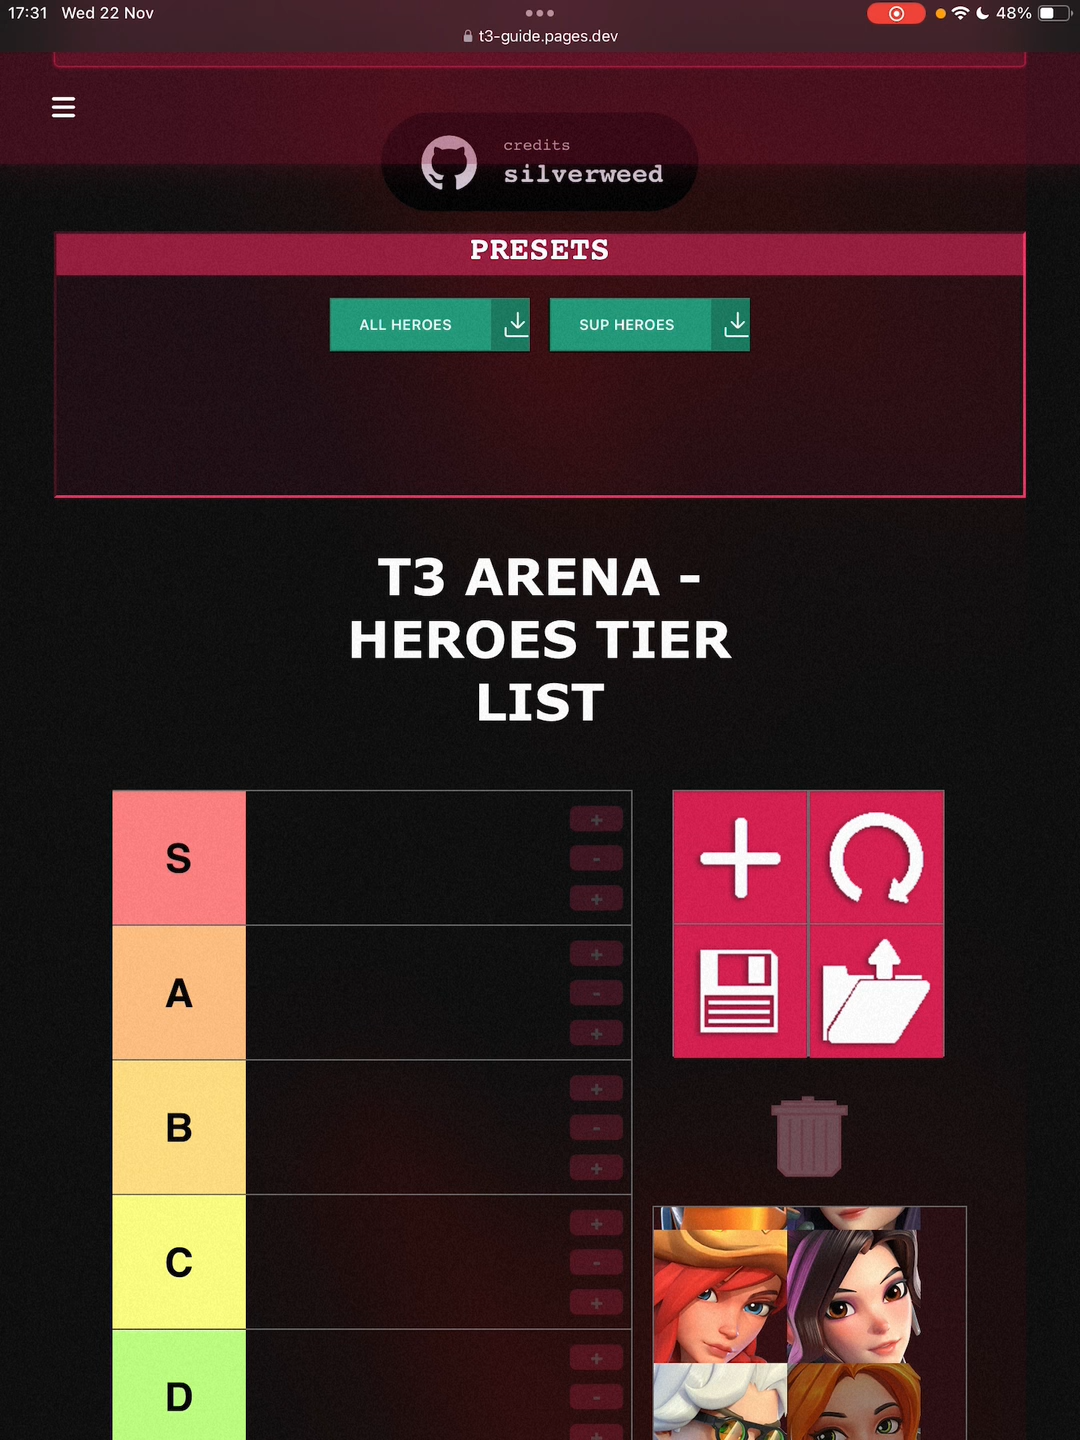 17:31 Wed 22 Nov
48%
t3-guide.pages.dev
credits
silverweed
PRESETS
ALL HEROES
SUP HEROES
T3 ARENA -
HEROES TIER
LIST
S
+
-
+
A
+
-
+
B
+
-
+
C
+
-
+
D
+
-
+